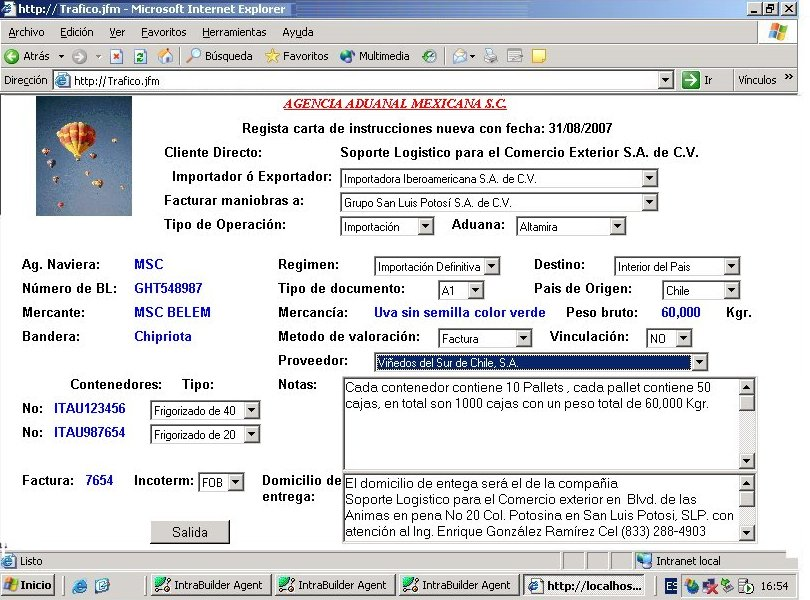 http://Trafico.jfm - Microsoft Internet Explorer
Archivo Edición Ver Favoritos Herramientas Ayuda
Atrás Búsqueda Favoritos Multimedia
Dirección http://Trafico.jfm Ir Vínculos »
AGENCIA ADUANAL MEXICANA S.C.
Regista carta de instrucciones nueva con fecha: 31/08/2007
Cliente Directo: Soporte Logistico para el Comercio Exterior S.A. de C.V.
Importador ó Exportador: Importadora Iberoamericana S.A. de C.V.
Facturar maniobras a: Grupo San Luis Potosí S.A. de C.V.
Tipo de Operación: Importación Aduana: Altamira
Ag. Naviera: MSC Regimen: Importación Definitiva Destino: Interior del Pais
Número de BL: GHT548987 Tipo de documento: A1 Pais de Origen: Chile
Mercante: MSC BELEM Mercancía: Uva sin semilla color verde Peso bruto: 60,000 Kgr.
Bandera: Chipriota Metodo de valoración: Factura Vinculación: NO
Proveedor: Viñedos del Sur de Chile, S.A.
Contenedores: Tipo: Notas: Cada contenedor contiene 10 Pallets , cada pallet contiene 50
cajas, en total son 1000 cajas con un peso total de 60,000 Kgr.
No: ITAU123456 Frigorizado de 40
No: ITAU987654 Frigorizado de 20
Factura: 7654 Incoterm: FOB Domicilio de entrega: El domicilio de entega será el de la compañia
Soporte Logistico para el Comercio exterior en Blvd. de las
Animas en pena No 20 Col. Potosina en San Luis Potosi, SLP. con
atención al Ing. Enrique González Ramírez Cel (833) 288-4903
Salida
Listo Intranet local
Inicio IntraBuilder Agent IntraBuilder Agent IntraBuilder Agent http://localhos... ES 16:54